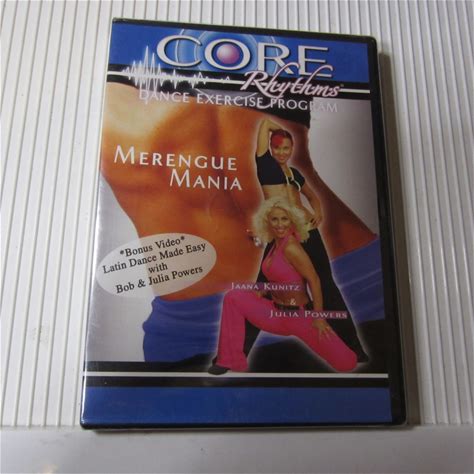 CORE
Rhythms
DANCE EXERCISE PROGRAM
MERENGUE
MANIA
*Bonus Video*
Latin Dance Made Easy
with
Bob & Julia Powers
JAANA KUNITZ
&
JULIA POWERS